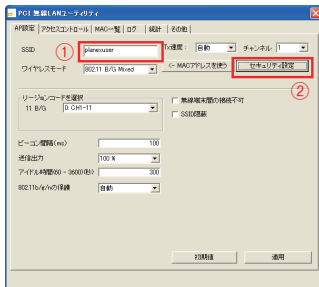 PCI 無線LANユーティリティ
AP設定 アクセスコントロール MAC一覧 ログ 統計 その他
SSID planexuser Tx速度: 自動 チャンネル 1
①
ワイヤレスモード 802.11 B/G Mixed <- MACアドレスを使う セキュリティ設定
②
リージョンコードを選択
11 B/G D. CH1-11
無線端末間の接続不可
SSID隠蔽
ビーコン間隔(ms) 100
送信出力 100 %
アイドル時間(60 - 3600)(秒) 300
802.11b/g/nの保護 自動
初期値 適用